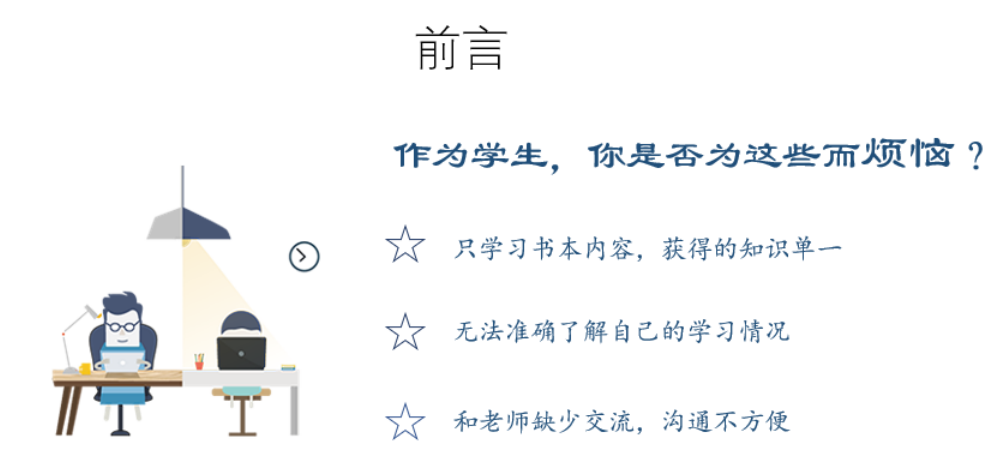 前言
作为学生，你是否为这些而烦恼？
只学习书本内容，获得的知识单一
无法准确了解自己的学习情况
和老师缺少交流，沟通不方便